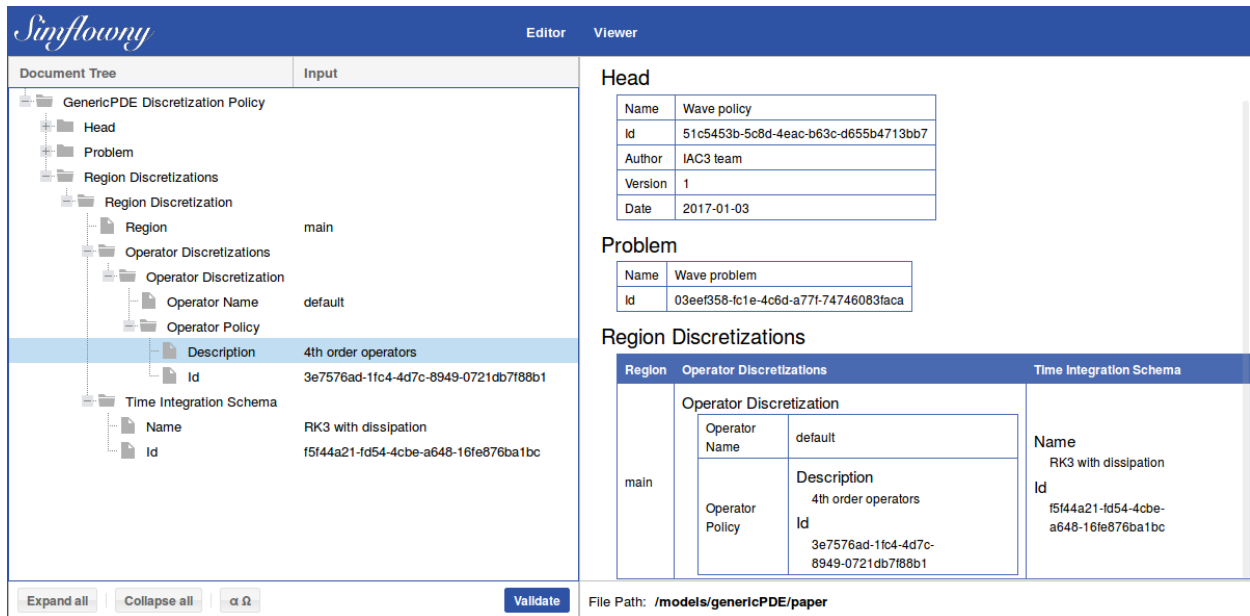 Simflowny
Editor
Viewer
Document Tree
Input
GenericPDE Discretization Policy
Head
Problem
Region Discretizations
Region Discretization
Region main
Operator Discretizations
Operator Discretization
Operator Name default
Operator Policy
Description 4th order operators
Id 3e7576ad-1fc4-4d7c-8949-0721db7f88b1
Time Integration Schema
Name RK3 with dissipation
Id f5f44a21-fd54-4cbe-a648-16fe876ba1bc
Expand all
Collapse all
α Ω
Validate
Head
Name Wave policy
Id 51c5453b-5c8d-4eac-b63c-d655b4713bb7
Author IAC3 team
Version 1
Date 2017-01-03
Problem
Name Wave problem
Id 03eef358-fc1e-4c6d-a77f-74746083faca
Region Discretizations
Region Operator Discretizations Time Integration Schema
main
Operator Discretization
Operator
Name
default
Operator
Policy
Description
4th order operators
Id
3e7576ad-1fc4-4d7c-
8949-0721db7f88b1
Name
RK3 with dissipation
Id
f5f44a21-fd54-4cbe-
a648-16fe876ba1bc
File Path: /models/genericPDE/paper